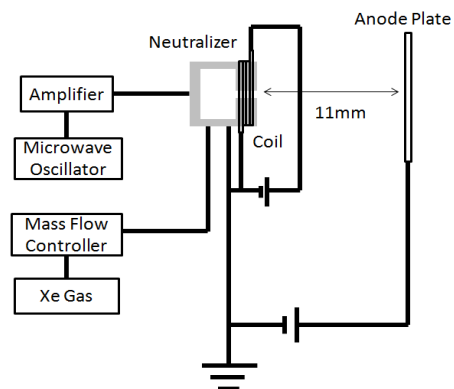 Neutralizer
Anode Plate
Amplifier
11mm
Microwave
Oscillator
Coil
Mass Flow
Controller
Xe Gas